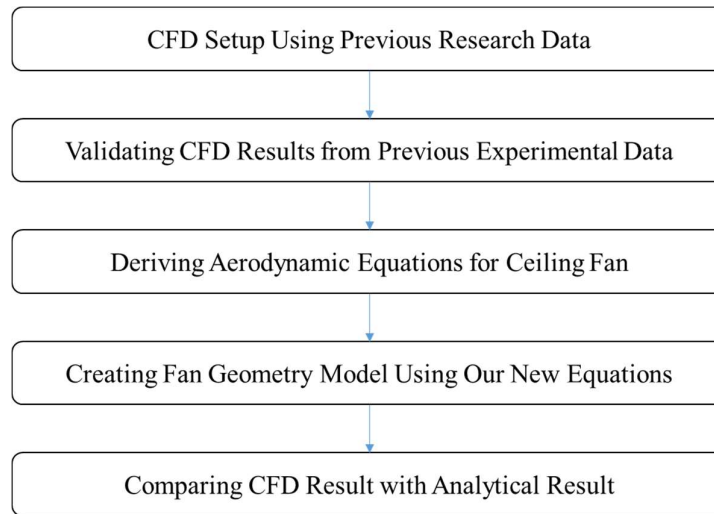 CFD Setup Using Previous Research Data
Validating CFD Results from Previous Experimental Data
Deriving Aerodynamic Equations for Ceiling Fan
Creating Fan Geometry Model Using Our New Equations
Comparing CFD Result with Analytical Result